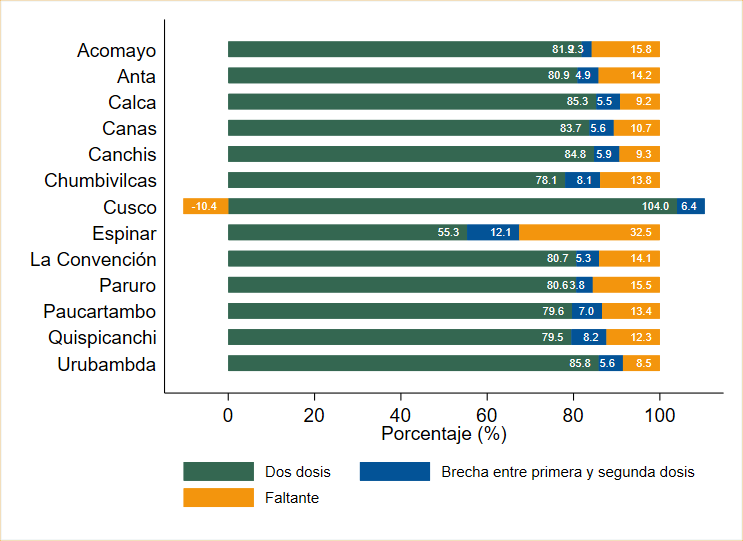 Acomayo 81.9 2.3 15.8
Anta 80.9 4.9 14.2
Calca 85.3 5.5 9.2
Canas 83.7 5.6 10.7
Canchis 84.8 5.9 9.3
Chumbivilcas 78.1 8.1 13.8
Cusco -10.4 104.0 6.4
Espinar 55.3 12.1 32.5
La Convención 80.7 5.3 14.1
Paruro 80.6 3.8 15.5
Paucartambo 79.6 7.0 13.4
Quispicanchi 79.5 8.2 12.3
Urubambda 85.8 5.6 8.5
0 20 40 60 80 100
Porcentaje (%)
Dos dosis Brecha entre primera y segunda dosis
Faltante